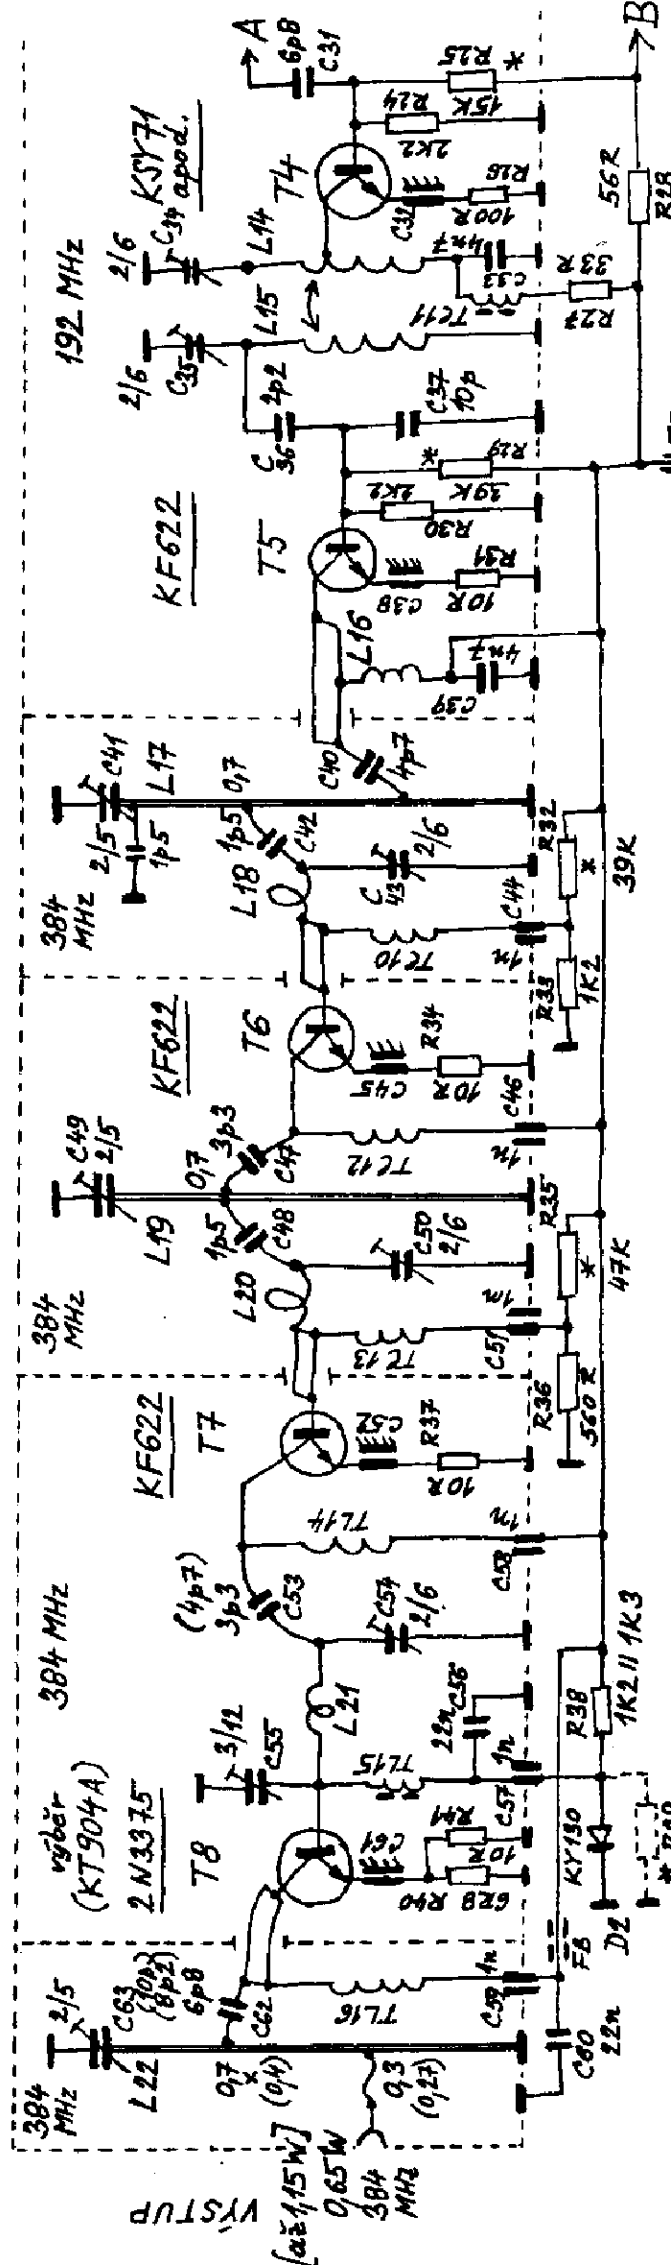 A
6p8
C31
R25
*
15K
R24
2K2
KSY71
apod.
T4
C32
R26
100R
B
56R
R28
2/6
C34
L14
4n7
C33
33R
R27
192 MHz
L15
TL11
2/6
C35
2p2
C36
C37
10p
*
R29
39K
2K2
R30
KF622
T5
C38
R31
10R
L16
4n7
C39
C40
4p7
C41
L17
2/5
1p5
0,7
1p5
C42
L18
C43
2/6
384
MHz
TL10
C44
1n
R32
*
39K
R33
1K2
KF622
T6
R34
C45
10R
C46
1n
C49
2/5
0,7
3p3
C47
TL12
L19
1p5
C48
L20
C50
2/6
384
MHz
TL13
1n
C51
R35
*
47K
R36
560R
KF622
T7
C52
R37
10R
TL14
1n
C58
(4p7)
3p3
C53
C54
2/6
384 MHz
L21
3/12
C55
TL15
22n
C56
1n
C57
R38
1K2 || 1K3
výběr
(KT904A)
2N3375
T8
C61
R41
10R
R40
6R8
KY130
D2
*
FB
C63
2/5
(10p)
(8p2)
6p8
C62
TL16
1n
C59
C60
22n
384
MHz
L22
0,7
x
(0,4)
0,3
(0,27)
VÝSTUP
[až 1,15W]
0,65W
384
MHz